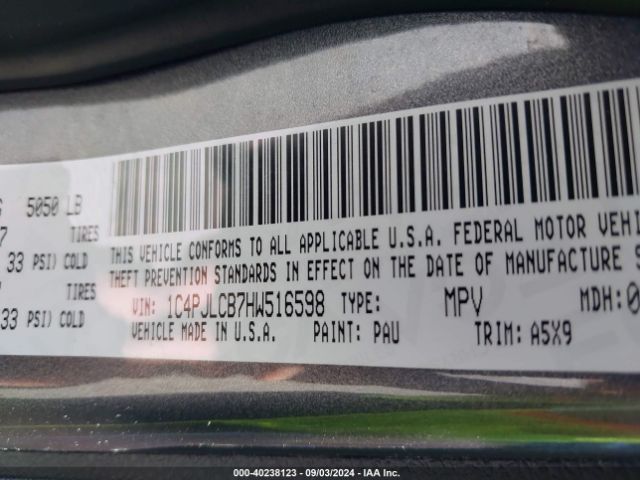 G 5050 LB
7 TIRES
33 PSI) COLD
TIRES
33 PSI) COLD
THIS VEHICLE CONFORMS TO ALL APPLICABLE U.S.A. FEDERAL MOTOR VEHI
THEFT PREVENTION STANDARDS IN EFFECT ON THE DATE OF MANUFACTURE S
VIN: 1C4PJLCB7HW516598 TYPE: MPV MDH:0
VEHICLE MADE IN U.S.A. PAINT: PAU TRIM: A5X9
000-40238123 - 09/03/2024 - IAA Inc.